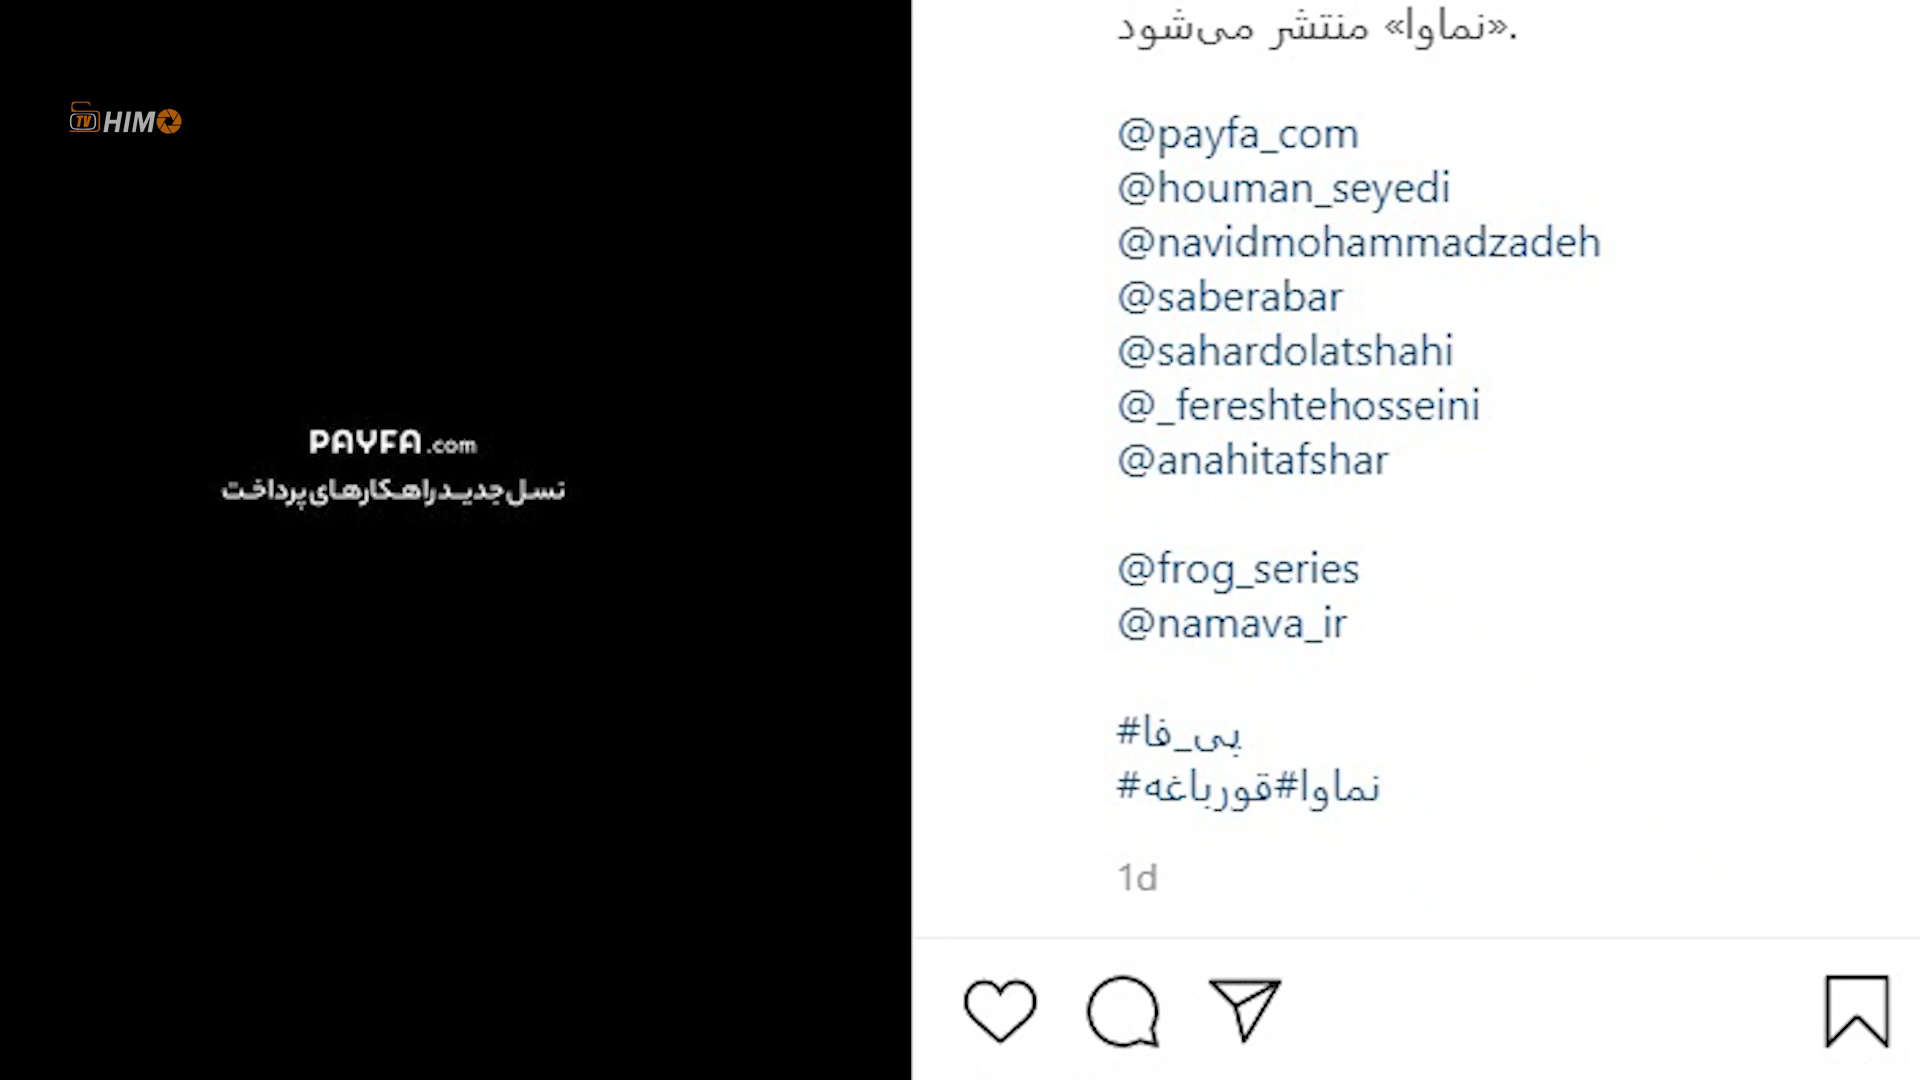 TV HIMO
PAYFA.com
نسل جدید راهکارهای پرداخت
«نماوا» منتشر می‌شود.
@payfa_com
@houman_seyedi
@navidmohammadzadeh
@saberabar
@sahardolatshahi
@_fereshtehosseini
@anahitafshar
@frog_series
@namava_ir
#پی_فا
#قورباغه#نماوا
1d